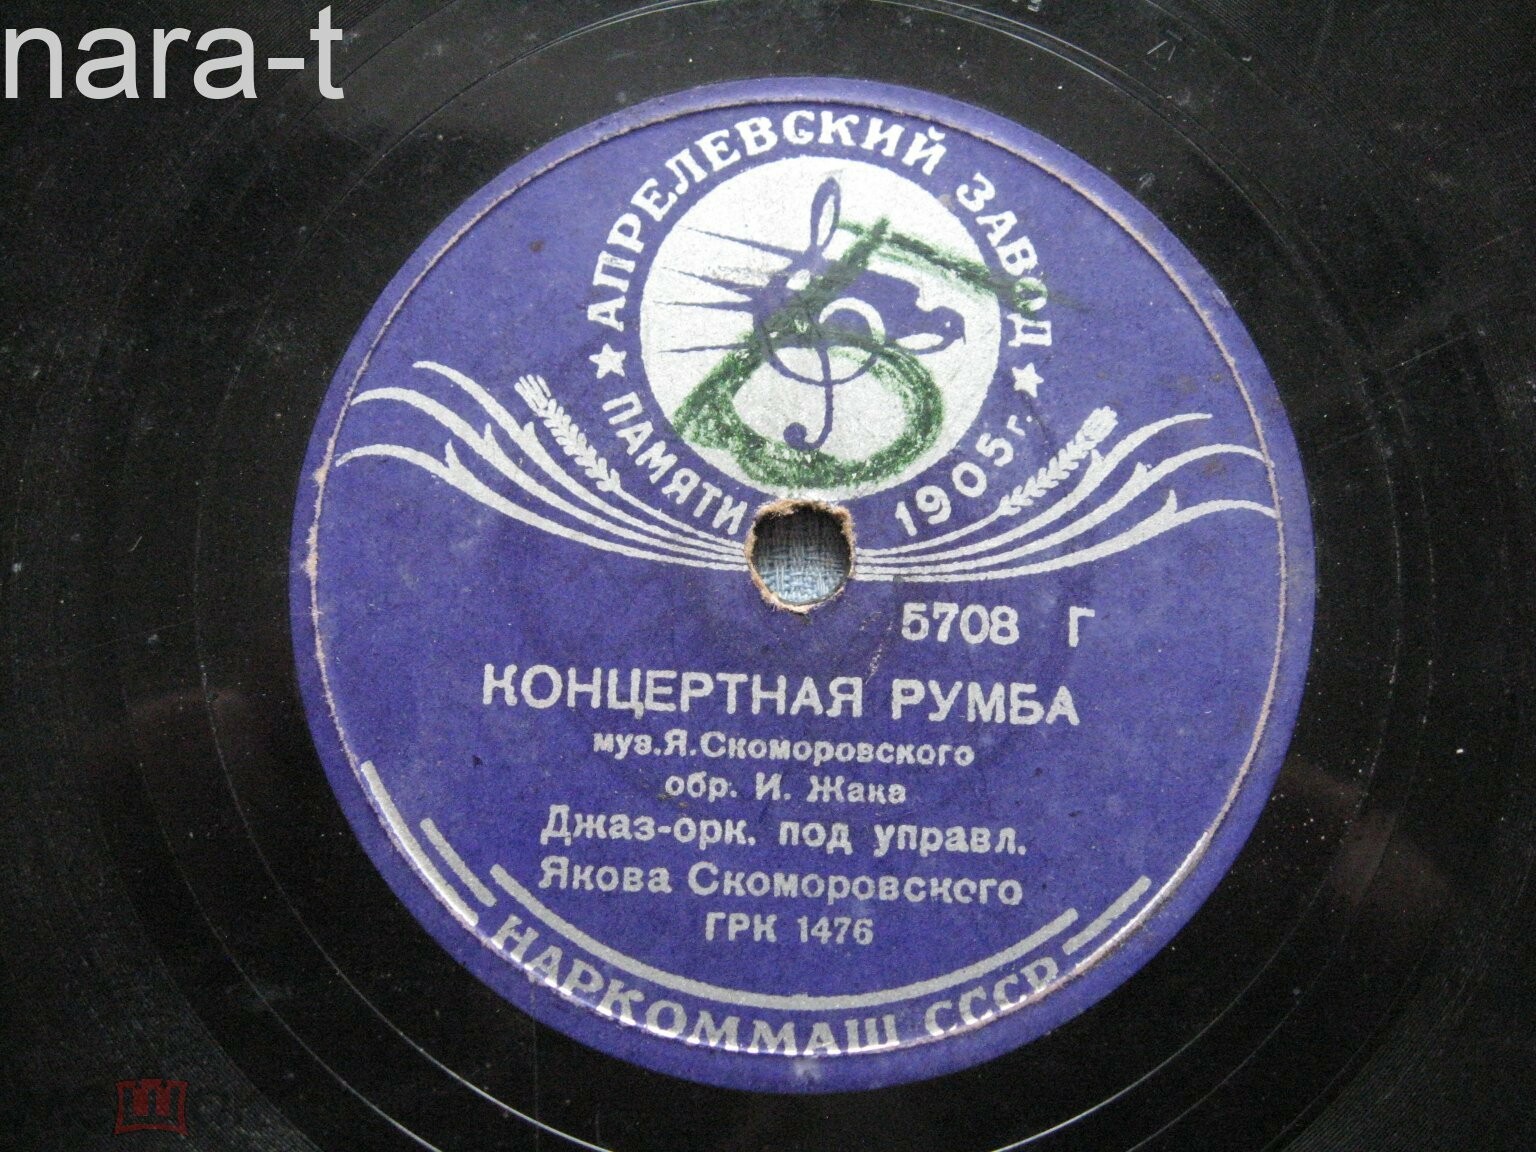 nara-t
АПРЕЛЕВСКИЙ ЗАВОД
ПАМЯТИ 1905 г.
5708 Г
КОНЦЕРТНАЯ РУМБА
муз.Я.Скоморовского
обр. И. Жака
Джаз-орк. под управл.
Якова Скоморовского
ГРК 1476
НАРКОММАШ СССР